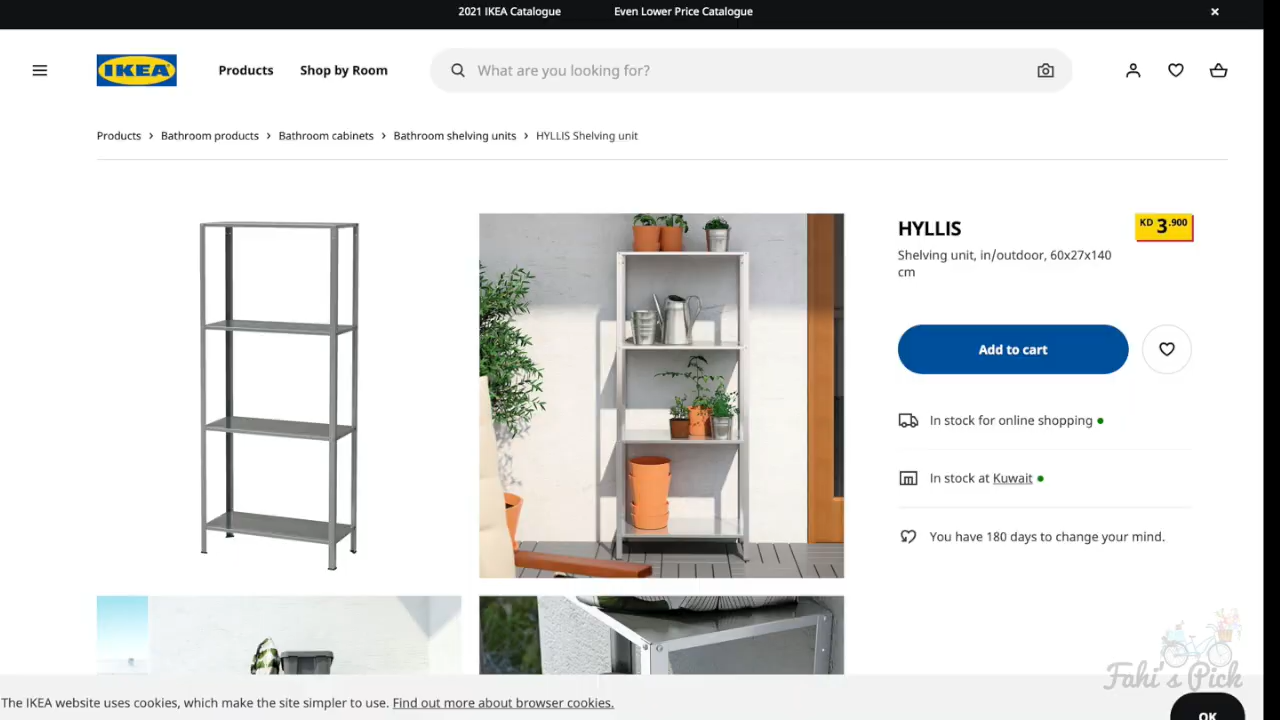 2021 IKEA Catalogue Even Lower Price Catalogue ×
IKEA Products Shop by Room What are you looking for?
Products › Bathroom products › Bathroom cabinets › Bathroom shelving units › HYLLIS Shelving unit
HYLLIS KD 3.900
Shelving unit, in/outdoor, 60x27x140
cm
Add to cart
In stock for online shopping
In stock at Kuwait
You have 180 days to change your mind.
Fahi's Pick
The IKEA website uses cookies, which make the site simpler to use. Find out more about browser cookies.
OK